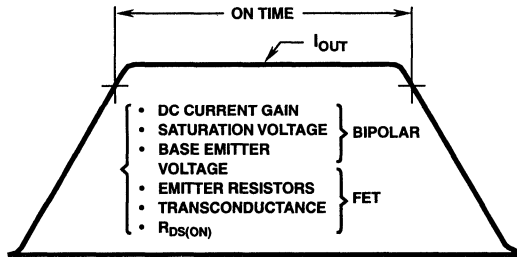 ON TIME
IOUT
• DC CURRENT GAIN
• SATURATION VOLTAGE
• BASE EMITTER
VOLTAGE
• EMITTER RESISTORS
• TRANSCONDUCTANCE
• RDS(ON)
BIPOLAR
FET